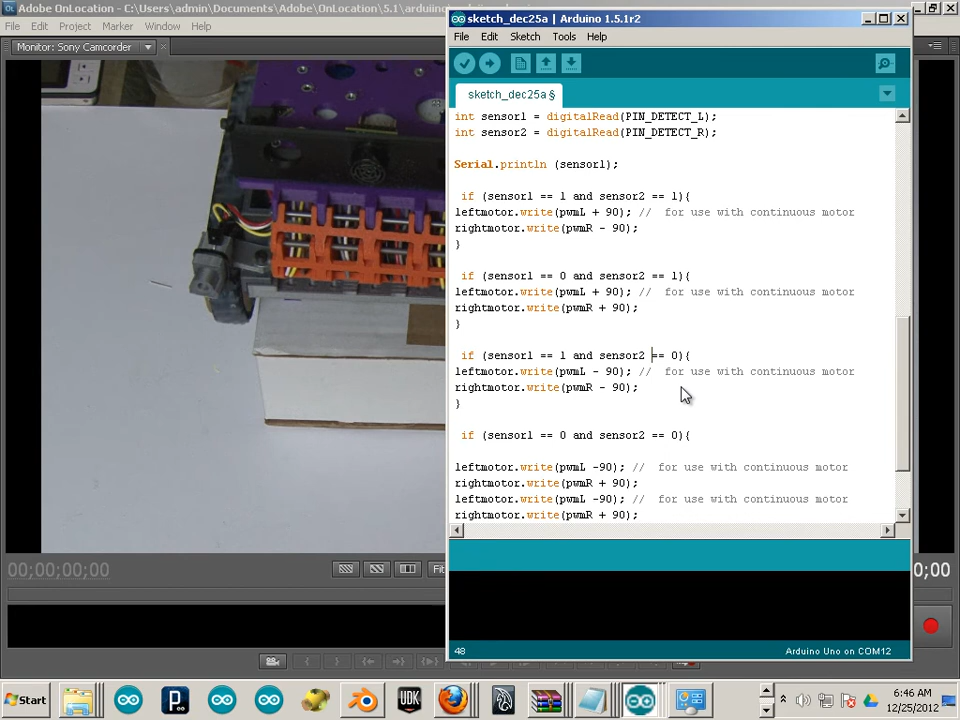 Adobe OnLocation - C:\Users\admin\Documents\Adobe\OnLocation\5.1\arduiino
File Edit Project Marker Window Help
Monitor: Sony Camcorder
sketch_dec25a | Arduino 1.5.1r2
File Edit Sketch Tools Help
sketch_dec25a §
int sensor1 = digitalRead(PIN_DETECT_L);
int sensor2 = digitalRead(PIN_DETECT_R);
Serial.println (sensor1);
if (sensor1 == 1 and sensor2 == 1){
leftmotor.write(pwmL + 90); // for use with continuous motor
rightmotor.write(pwmR - 90);
}
if (sensor1 == 0 and sensor2 == 1){
leftmotor.write(pwmL + 90); // for use with continuous motor
rightmotor.write(pwmR + 90);
}
if (sensor1 == 1 and sensor2 == 0){
leftmotor.write(pwmL - 90); // for use with continuous motor
rightmotor.write(pwmR - 90);
}
if (sensor1 == 0 and sensor2 == 0){
leftmotor.write(pwmL -90); // for use with continuous motor
rightmotor.write(pwmR + 90);
leftmotor.write(pwmL -90); // for use with continuous motor
rightmotor.write(pwmR + 90);
00;00;00;00
Fit
00;00
48
Arduino Uno on COM12
Start
UDK
6:46 AM
12/25/2012